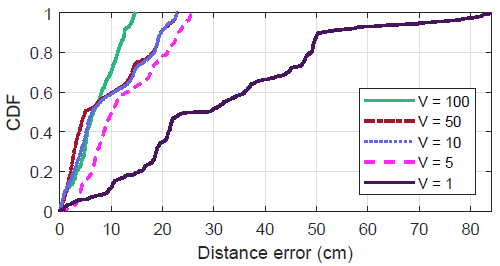 1
0.8
0.6
0.4
0.2
0
CDF
0 10 20 30 40 50 60 70 80
Distance error (cm)
V = 100
V = 50
V = 10
V = 5
V = 1